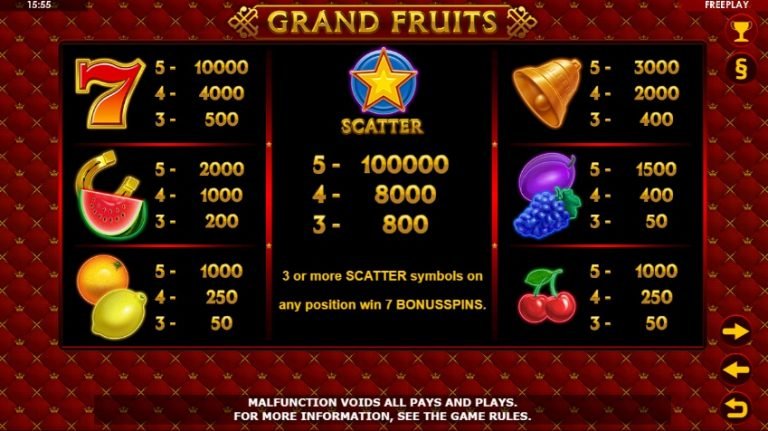 15:55
FREEPLAY
GRAND FRUITS
5 - 10000
4 - 4000
3 - 500
SCATTER
5 - 100000
4 - 8000
3 - 800
5 - 3000
4 - 2000
3 - 400
5 - 2000
4 - 1000
3 - 200
5 - 1500
4 - 400
3 - 50
5 - 1000
4 - 250
3 - 50
3 or more SCATTER symbols on
any position win 7 BONUSSPINS.
5 - 1000
4 - 250
3 - 50
§
MALFUNCTION VOIDS ALL PAYS AND PLAYS.
FOR MORE INFORMATION, SEE THE GAME RULES.